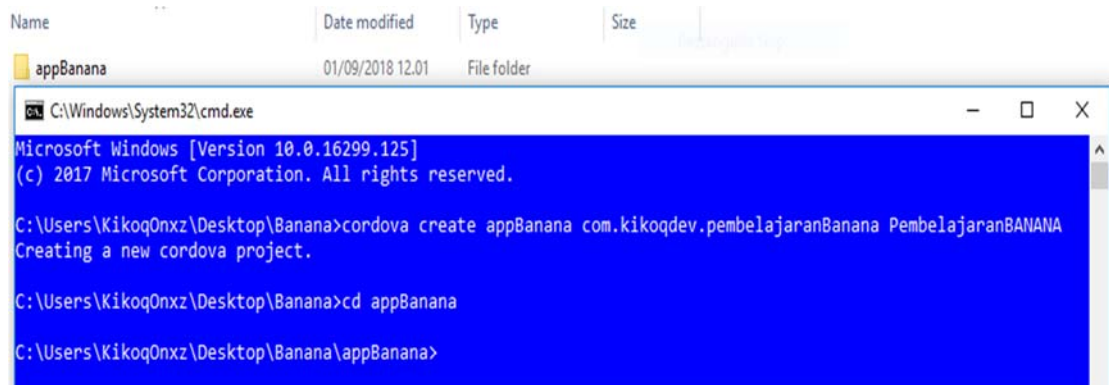 Name Date modified Type Size
appBanana 01/09/2018 12.01 File folder
C:\Windows\System32\cmd.exe
Microsoft Windows [Version 10.0.16299.125]
(c) 2017 Microsoft Corporation. All rights reserved.
C:\Users\KikoqOnxz\Desktop\Banana>cordova create appBanana com.kikoqdev.pembelajaranBanana PembelajaranBANANA
Creating a new cordova project.
C:\Users\KikoqOnxz\Desktop\Banana>cd appBanana
C:\Users\KikoqOnxz\Desktop\Banana\appBanana>